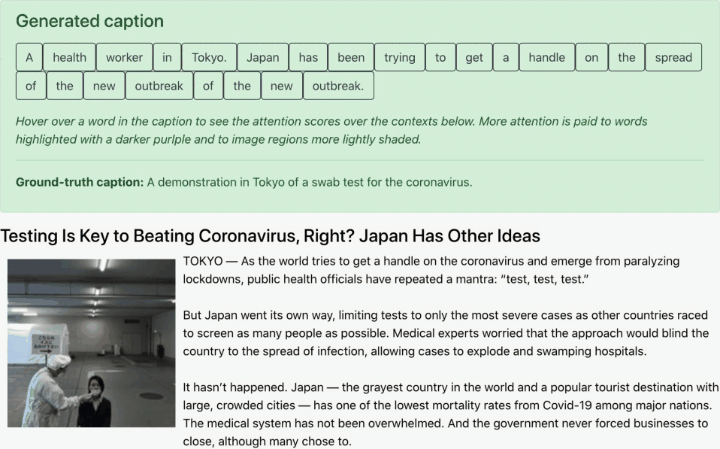 Generated caption
A health worker in Tokyo. Japan has been trying to get a handle on the spread
of the new outbreak of the new outbreak.
Hover over a word in the caption to see the attention scores over the contexts below. More attention is paid to words
highlighted with a darker purlple and to image regions more lightly shaded.
Ground-truth caption: A demonstration in Tokyo of a swab test for the coronavirus.
Testing Is Key to Beating Coronavirus, Right? Japan Has Other Ideas
TOKYO — As the world tries to get a handle on the coronavirus and emerge from paralyzing
lockdowns, public health officials have repeated a mantra: “test, test, test.”
But Japan went its own way, limiting tests to only the most severe cases as other countries raced
to screen as many people as possible. Medical experts worried that the approach would blind the
country to the spread of infection, allowing cases to explode and swamping hospitals.
It hasn’t happened. Japan — the grayest country in the world and a popular tourist destination with
large, crowded cities — has one of the lowest mortality rates from Covid-19 among major nations.
The medical system has not been overwhelmed. And the government never forced businesses to
close, although many chose to.